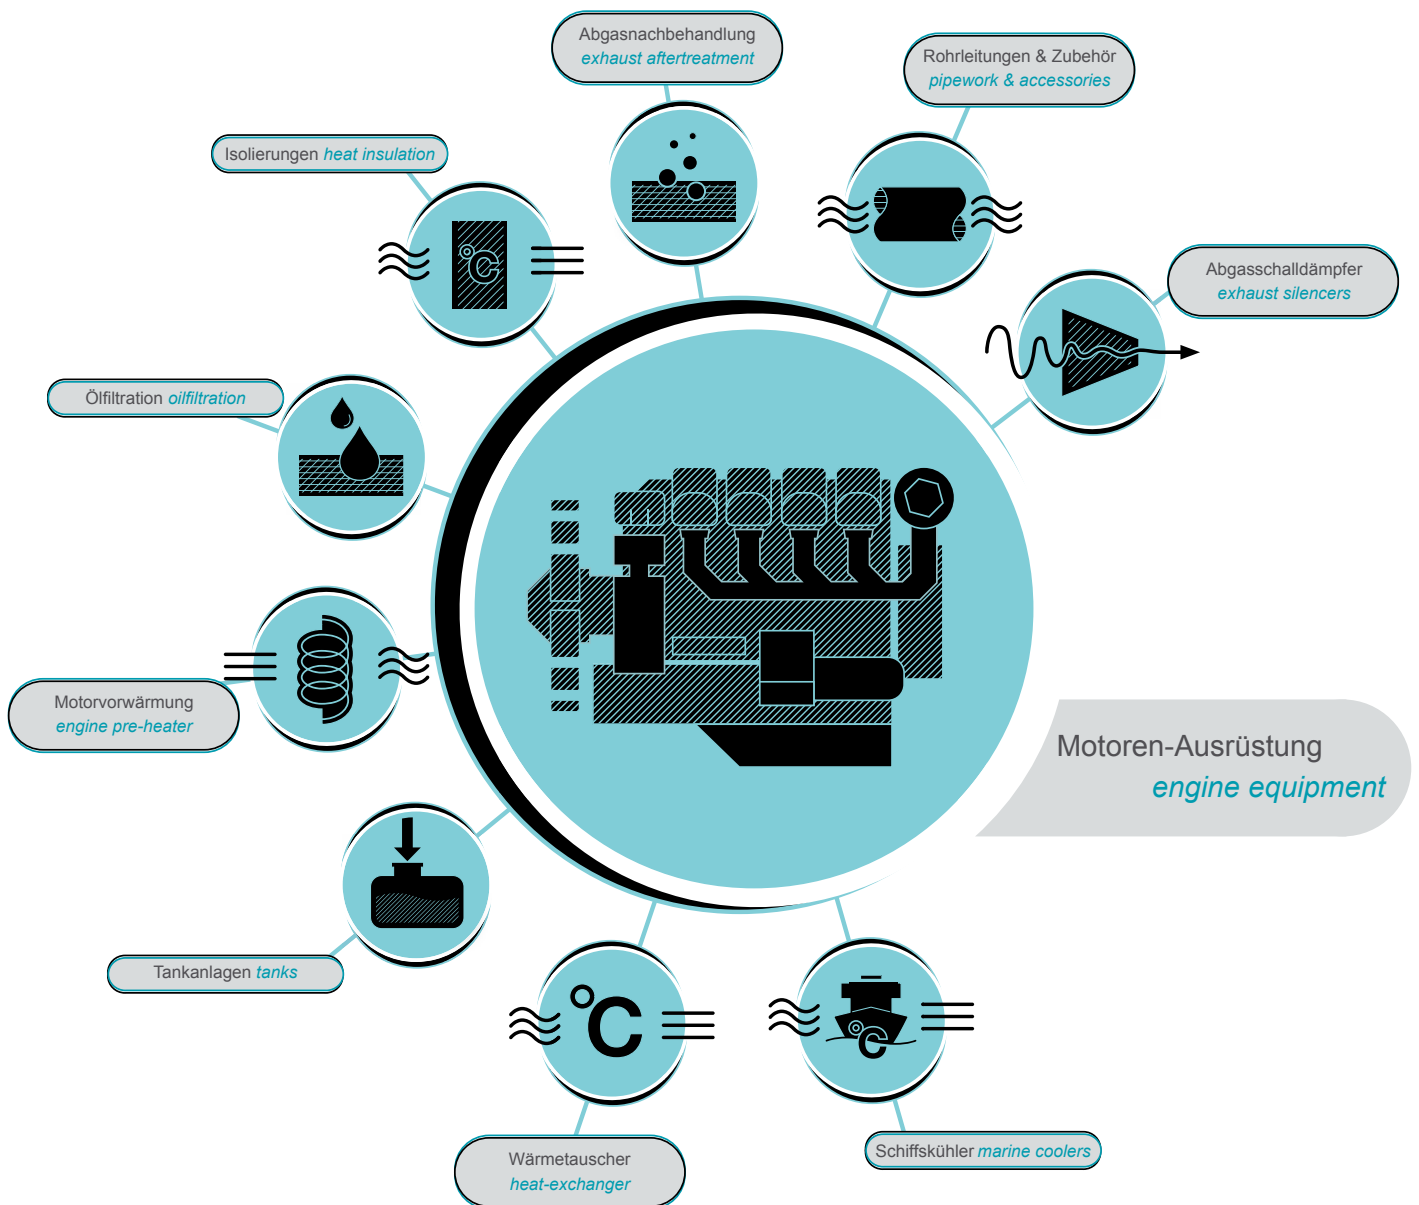 Abgasnachbehandlung
exhaust aftertreatment
Rohrleitungen & Zubehör
pipework & accessories
Isolierungen heat insulation
°C
Abgasschalldämpfer
exhaust silencers
Ölfiltration oilfiltration
Motorvorwärmung
engine pre-heater
Motoren-Ausrüstung
engine equipment
Tankanlagen tanks
°C
°C
Wärmetauscher
heat-exchanger
Schiffskühler marine coolers